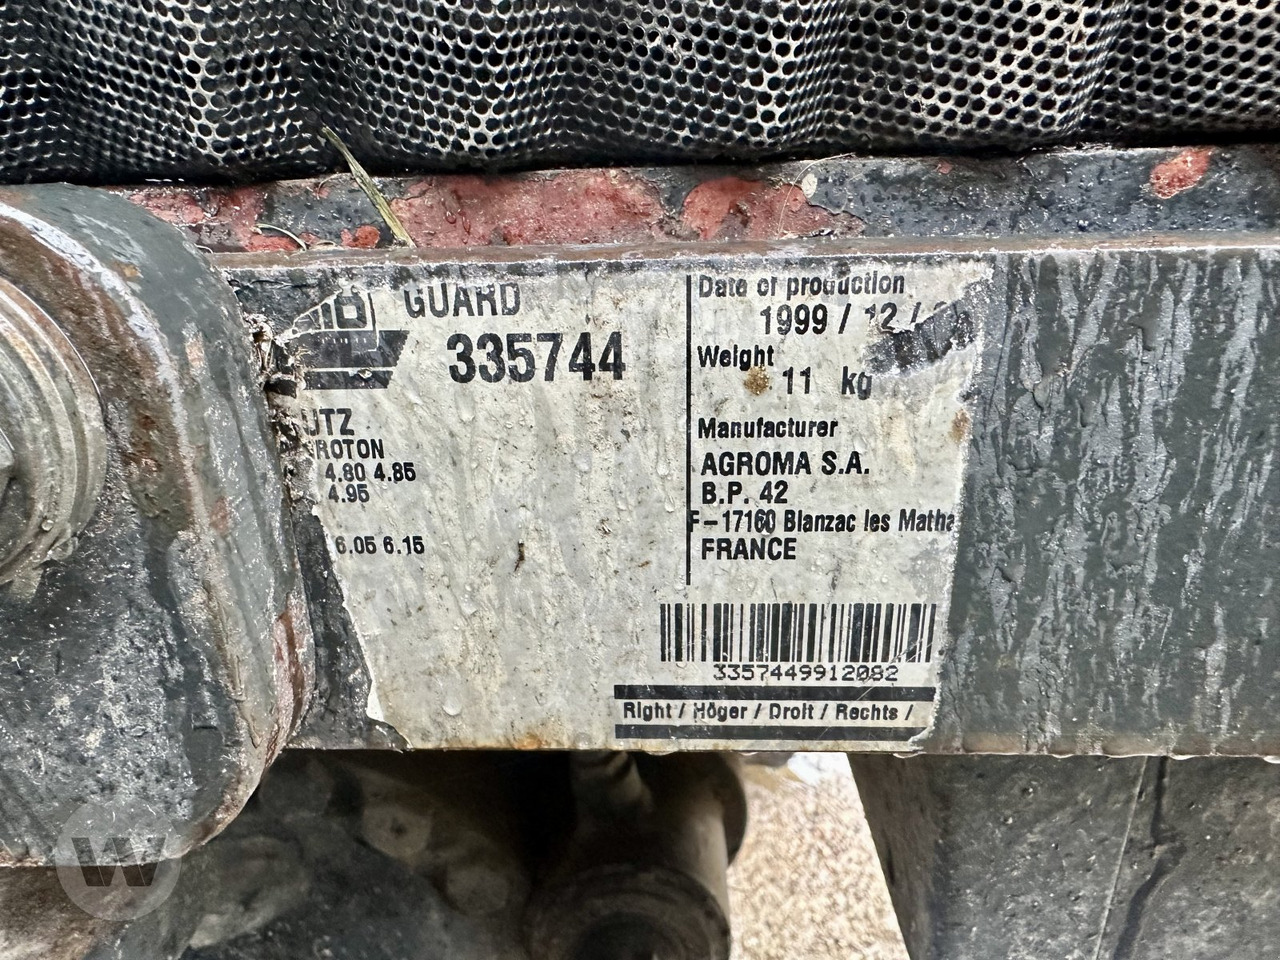 GUARD
335744
UTZ
ROTON
4.80 4.85
4.95
6.05 6.15
Date of production
1999 / 12 /
Weight
11 kg
Manufacturer
AGROMA S.A.
B.P. 42
F-17160 Blanzac les Matha
FRANCE
3357449912082
Right / Höger / Droit / Rechts /
W